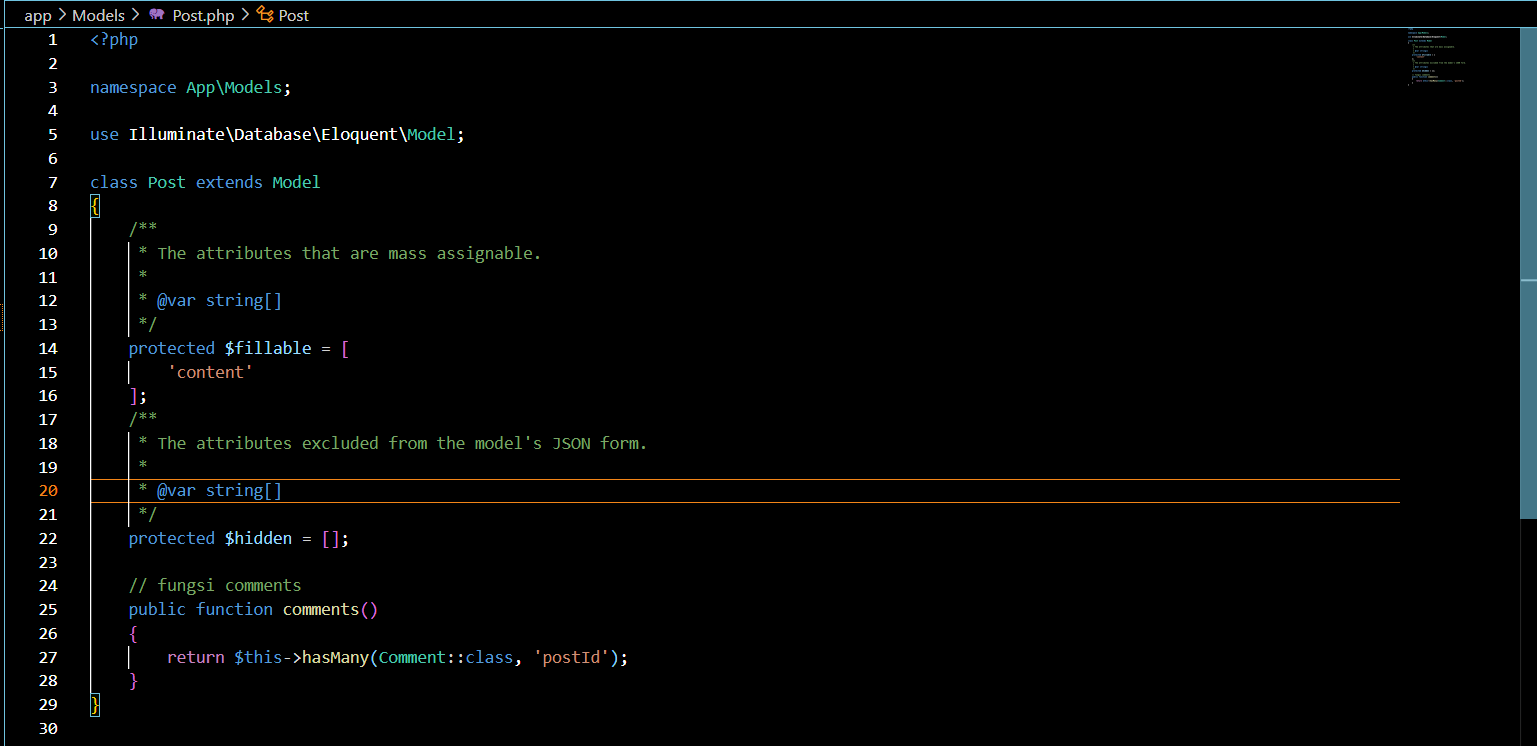 app > Models > Post.php > Post
1 <?php
2
3 namespace App\Models;
4
5 use Illuminate\Database\Eloquent\Model;
6
7 class Post extends Model
8 {
9     /**
10      * The attributes that are mass assignable.
11      *
12      * @var string[]
13      */
14     protected $fillable = [
15         'content'
16     ];
17     /**
18      * The attributes excluded from the model's JSON form.
19      *
20      * @var string[]
21      */
22     protected $hidden = [];
23
24     // fungsi comments
25     public function comments()
26     {
27         return $this->hasMany(Comment::class, 'postId');
28     }
29 }
30